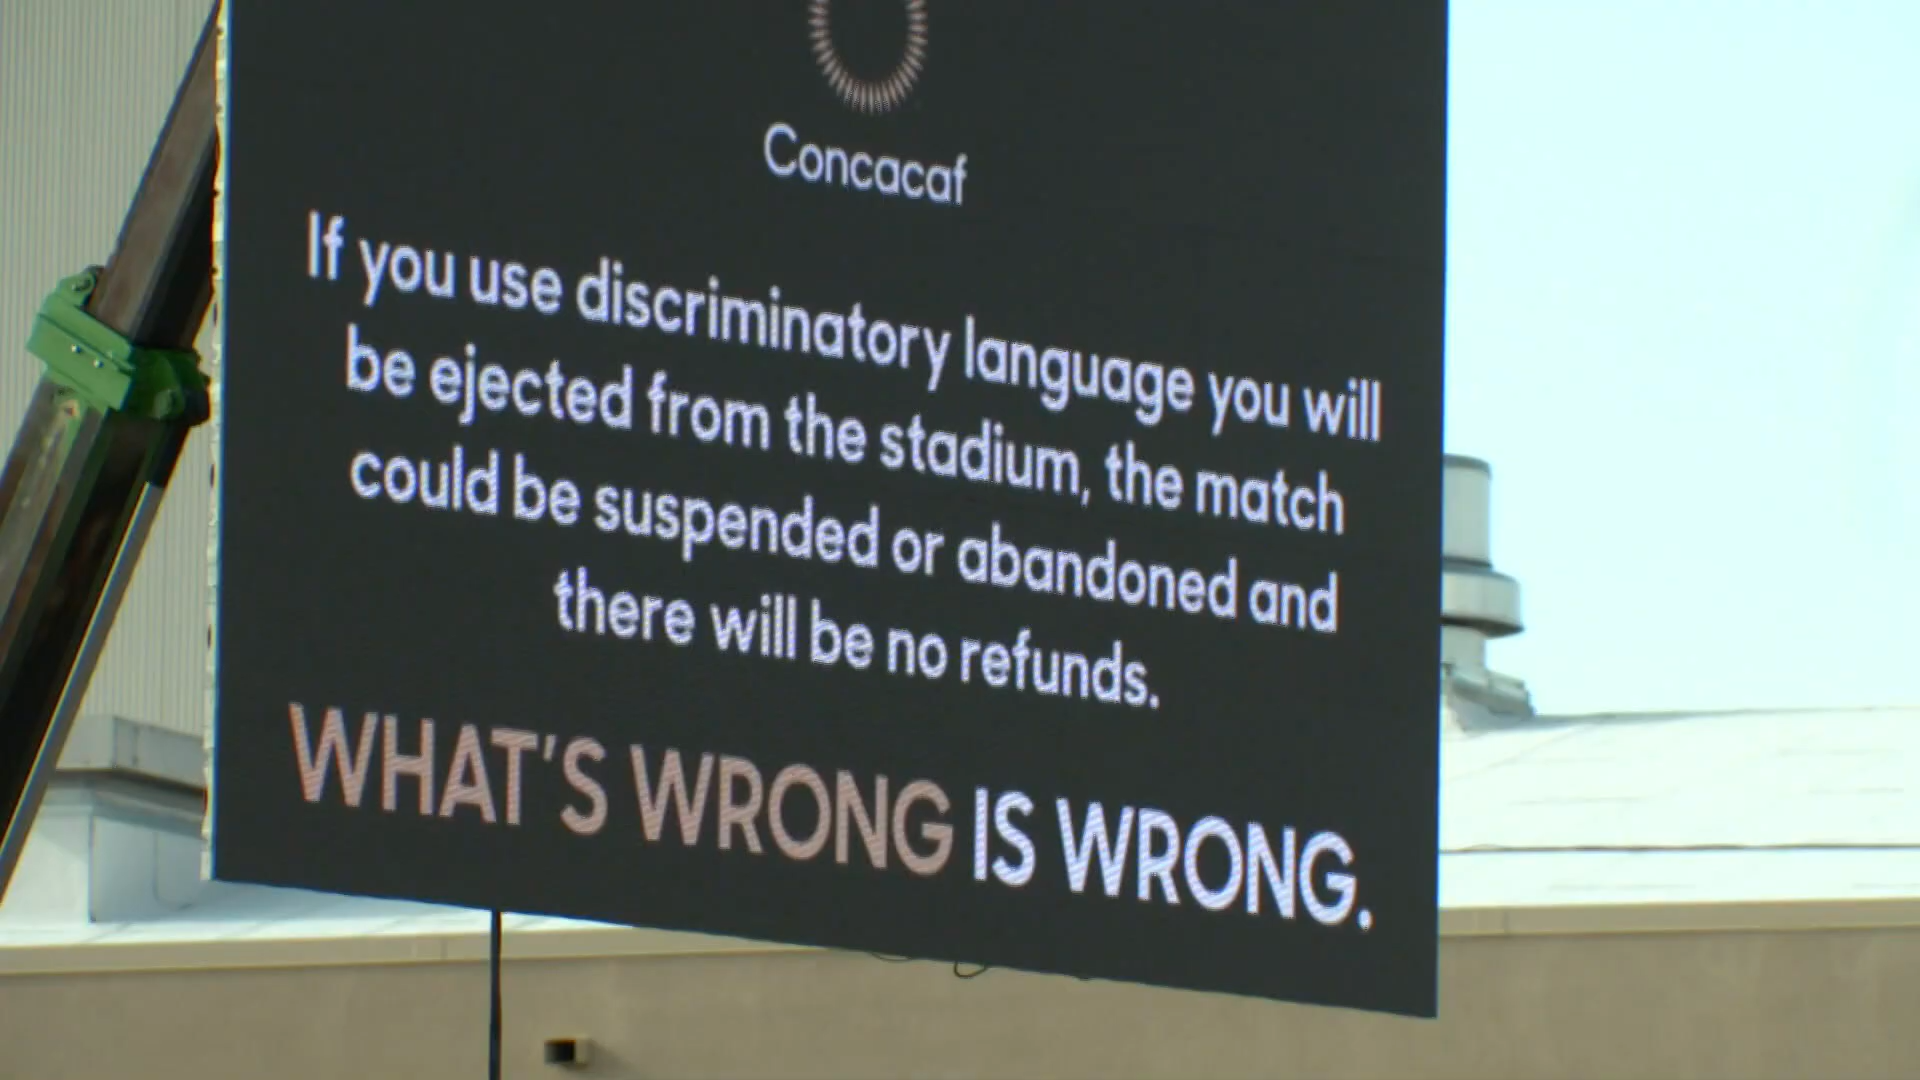 Concacaf
If you use discriminatory language you will
be ejected from the stadium, the match
could be suspended or abandoned and
there will be no refunds.
WHAT'S WRONG IS WRONG.